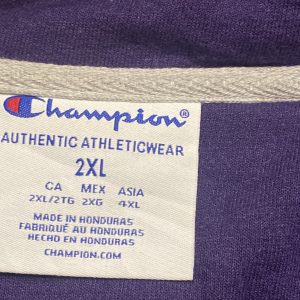 Champion®
AUTHENTIC ATHLETICWEAR
2XL
CA MEX ASIA
2XL/2TG 2XG 4XL
MADE IN HONDURAS
FABRIQUÉ AU HONDURAS
HECHO EN HONDURAS
CHAMPION.COM